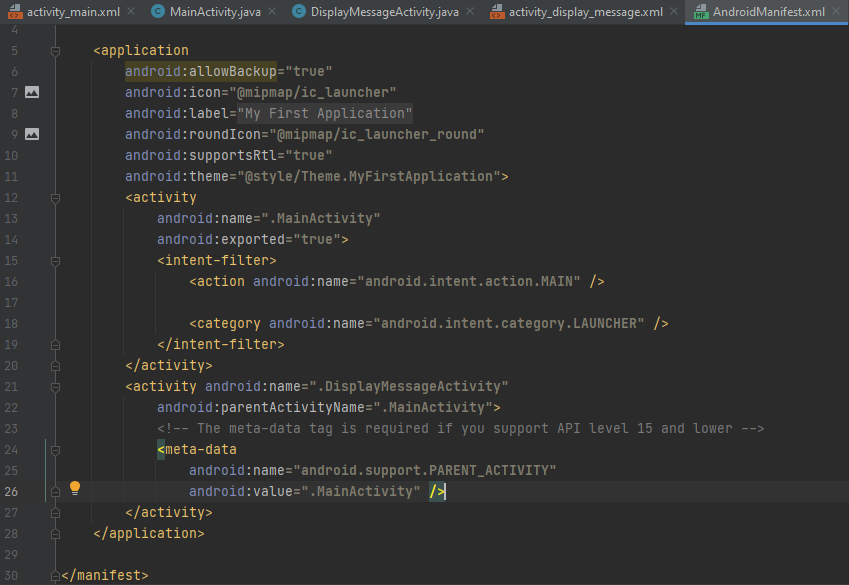 activity_main.xml MainActivity.java DisplayMessageActivity.java activity_display_message.xml AndroidManifest.xml
4
5 <application
6 android:allowBackup="true"
7 android:icon="@mipmap/ic_launcher"
8 android:label="My First Application"
9 android:roundIcon="@mipmap/ic_launcher_round"
10 android:supportsRtl="true"
11 android:theme="@style/Theme.MyFirstApplication">
12 <activity
13 android:name=".MainActivity"
14 android:exported="true">
15 <intent-filter>
16 <action android:name="android.intent.action.MAIN" />
17
18 <category android:name="android.intent.category.LAUNCHER" />
19 </intent-filter>
20 </activity>
21 <activity android:name=".DisplayMessageActivity"
22 android:parentActivityName=".MainActivity">
23 <!-- The meta-data tag is required if you support API level 15 and lower -->
24 <meta-data
25 android:name="android.support.PARENT_ACTIVITY"
26 android:value=".MainActivity" />
27 </activity>
28 </application>
29
30 </manifest>